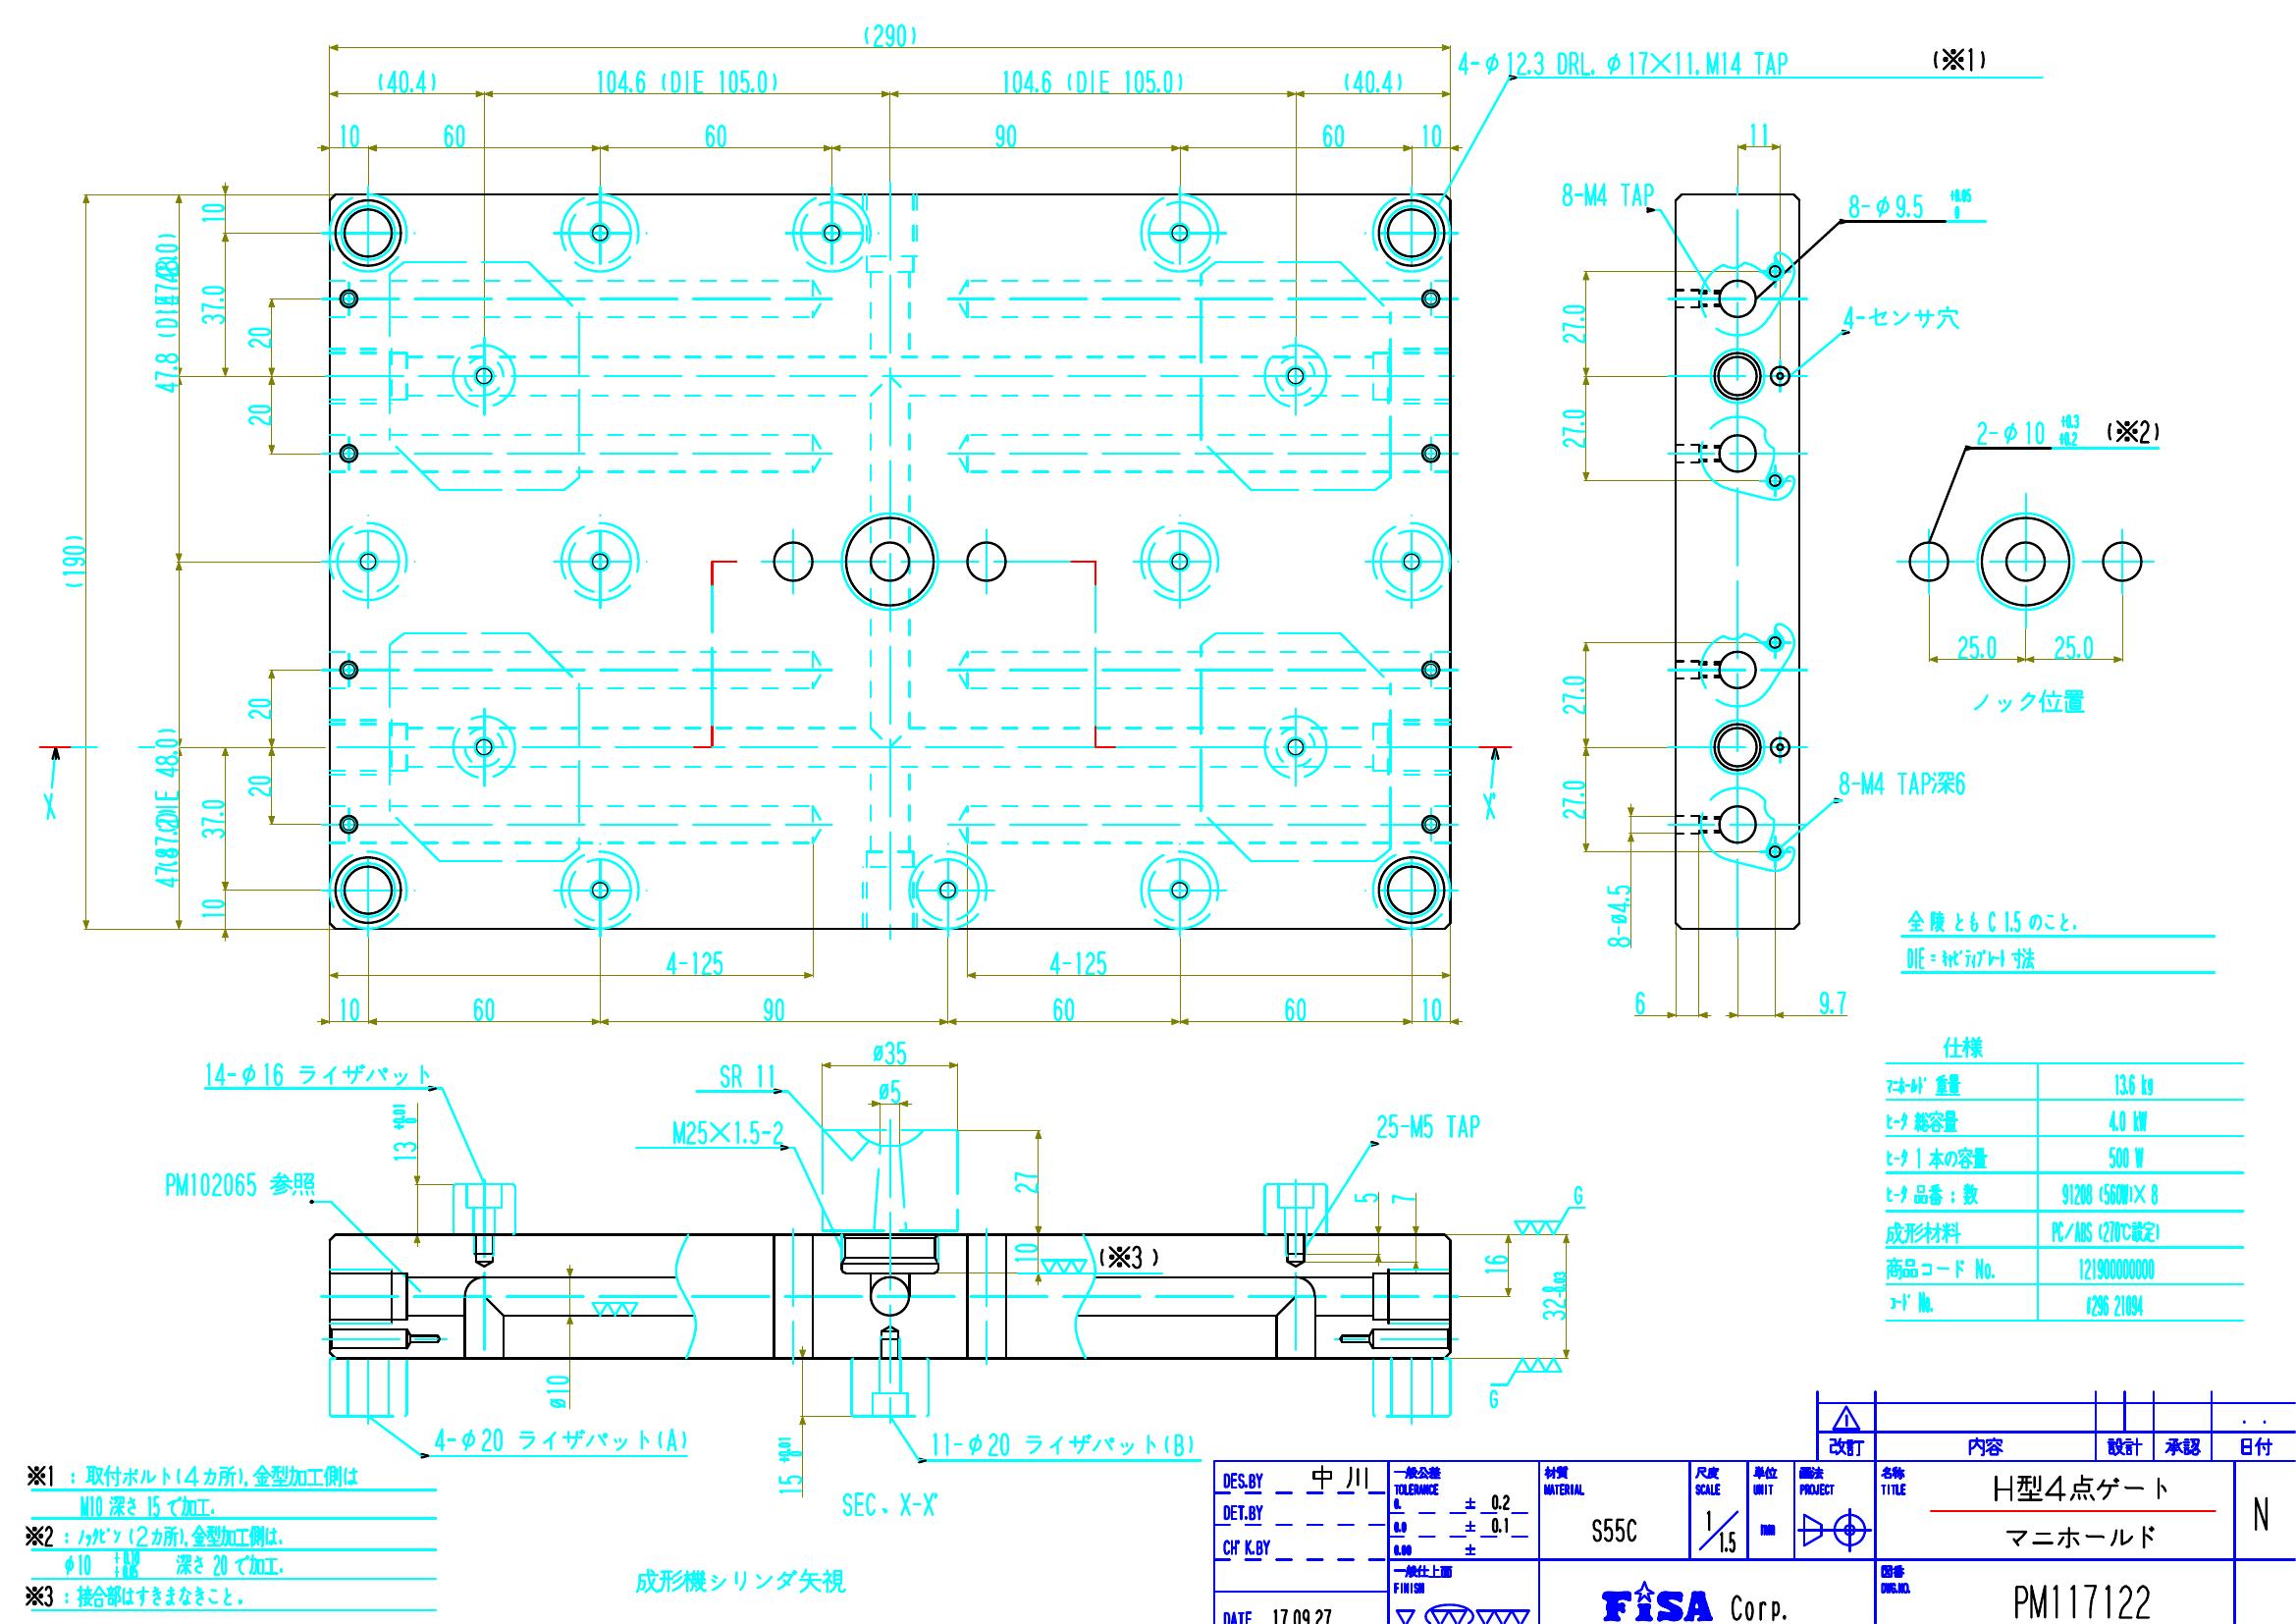 (290)
(40.4) 104.6 (DIE 105.0) 104.6 (DIE 105.0) (40.4)
10 60 60 90 60 10
4-φ12.3 DRL, φ17×11,M14 TAP (※1)
11
8-M4 TAP
8-φ9.5 +0.05 0
4-センサ穴
10
37.0
20
20
47.8
(190)
20
20
37.0
10
(DIE 48.0)
27.0
27.0
27.0
27.0
2-φ10 +0.3 +0.2 (※2)
25.0 25.0
ノック位置
8-M4 TAP深6
8-ø4.5
6 9.7
X X'
4-125 4-125
10 60 90 60 60 10
全 陵 とも C 1.5 のこと.
DIE = キャビティプレート 寸法
14-φ16 ライザパット
13 +0.01 0
PM102065 参照
SR 11
M25×1.5-2
ø35
ø5
27
10
(※3 )
25-M5 TAP
5 7
16
G
G
ø10
15 +0.01 0
4-φ20 ライザパット(A)
11-φ20 ライザパット(B)
SEC、X-X'
成形機シリンダ矢視
仕様
マニホールド 重量 13.6 kg
ヒータ 総容量 4.0 kW
ヒータ 1 本の容量 500 W
ヒータ 品番 : 数 91208 (560W)× 8
成形材料 PC/ABS (270℃設定)
商品コード No. 121900000000
コード No. #296 21094
※1 : 取付ボルト(4カ所),金型加工側は
M10 深さ 15 で加工.
※2 : ノックピン (2カ所),金型加工側は.
φ10 +0.10 +0.05 深さ 20 で加工.
※3 : 接合部はすきまなきこと.
改訂 内容 設計 承認 日付
DES.BY 中 川
DET.BY
CH'K.BY
DATE 17.09.27
一般公差
TOLERANCE
0. ± 0.2
0.0 ± 0.1
0.00 ±
一般仕上面
FINISH
材質
MATERIAL
S55C
尺度
SCALE
1/1.5
単位
UNIT
mm
画法
PROJECT
名称
TITLE
H型4点ゲート
マニホールド
N
図番
DWG.NO.
PM117122
FISA Corp.